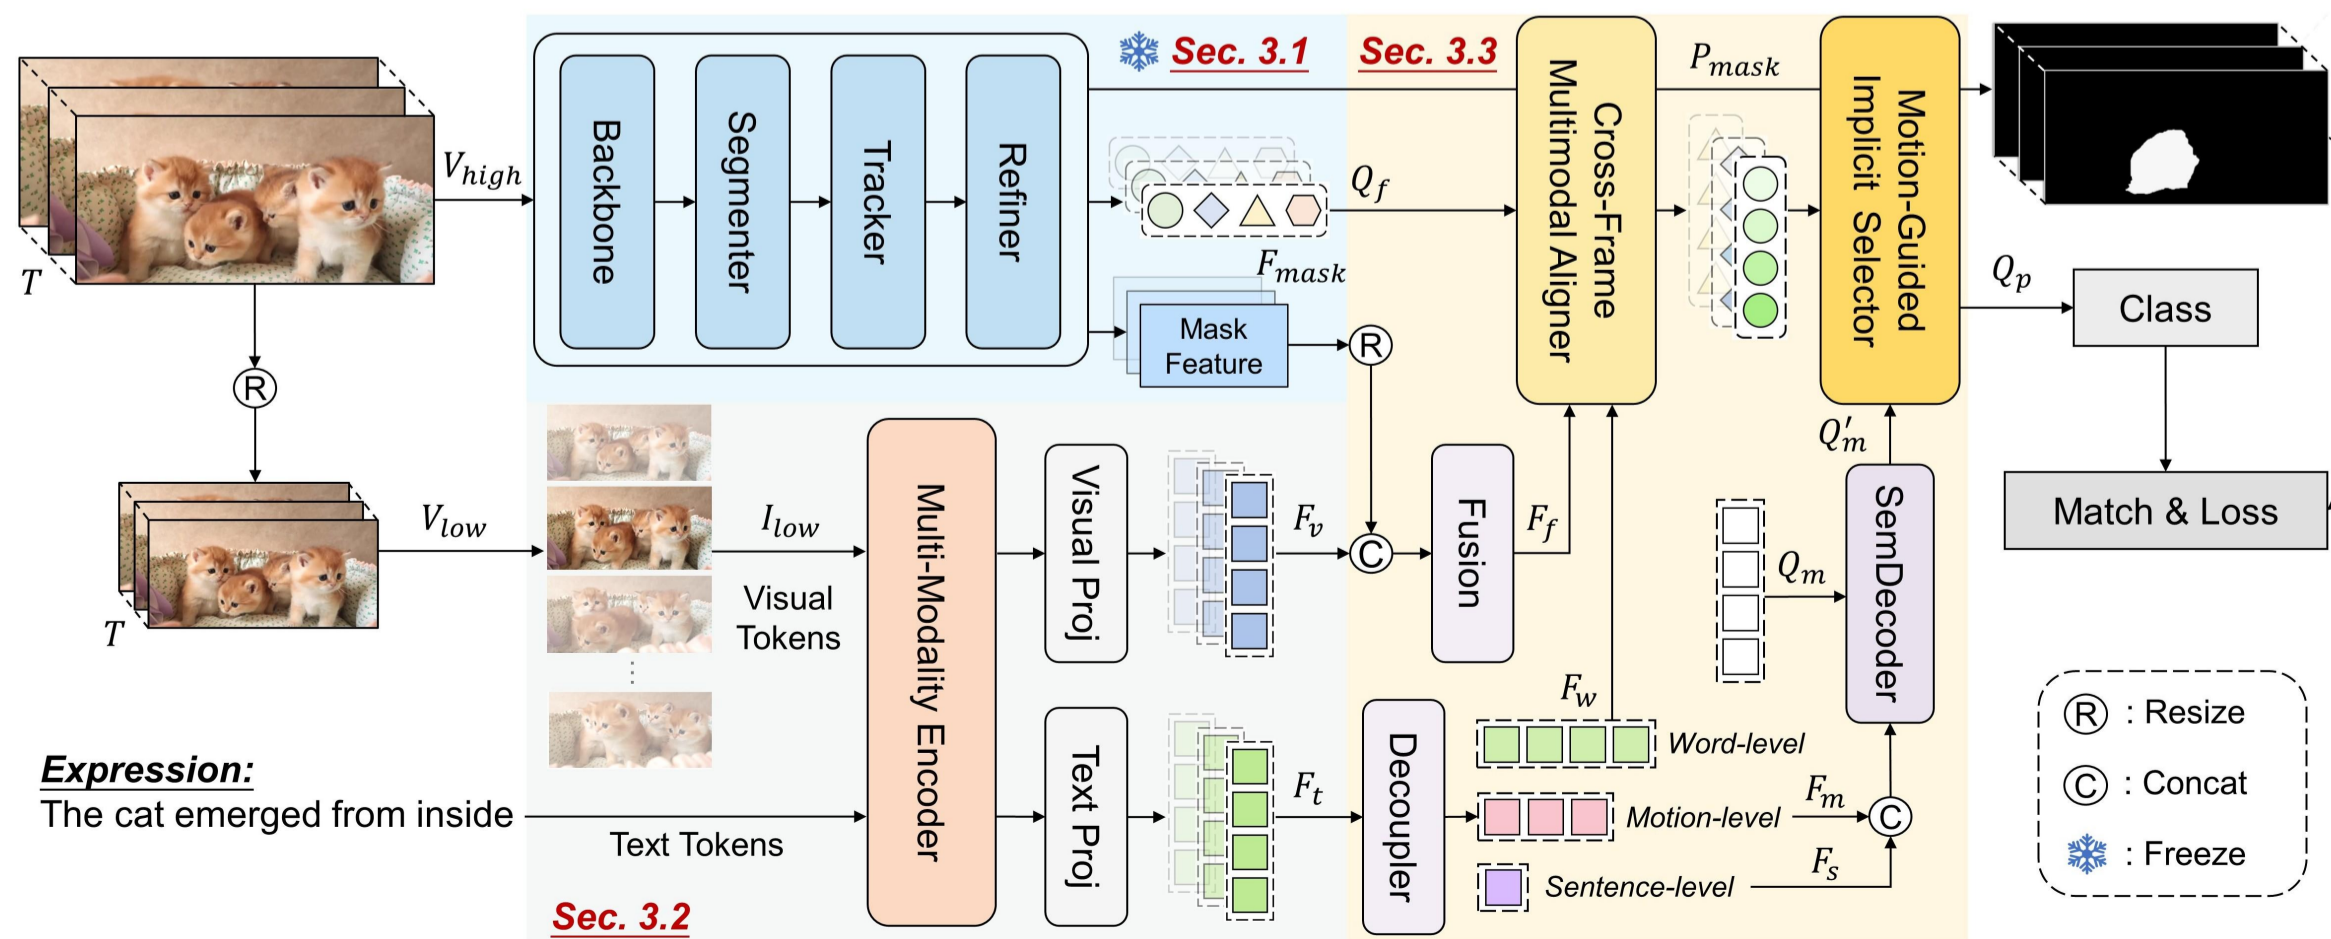 Sec. 3.1
Sec. 3.3
V_high
T
Backbone
Segmenter
Tracker
Refiner
Q_f
F_mask
Mask
Feature
R
Cross-Frame
Multimodal Aligner
P_mask
Motion-Guided
Implicit Selector
Q_p
Class
Match & Loss
R
V_low
T
I_low
Visual
Tokens
Multi-Modality Encoder
Visual Proj
F_v
C
Fusion
F_f
Q'_m
Q_m
SemDecoder
Expression:
The cat emerged from inside
Text Tokens
Text Proj
F_t
Decoupler
F_w
Word-level
Motion-level
F_m
C
Sentence-level
F_s
Sec. 3.2
R : Resize
C : Concat
: Freeze